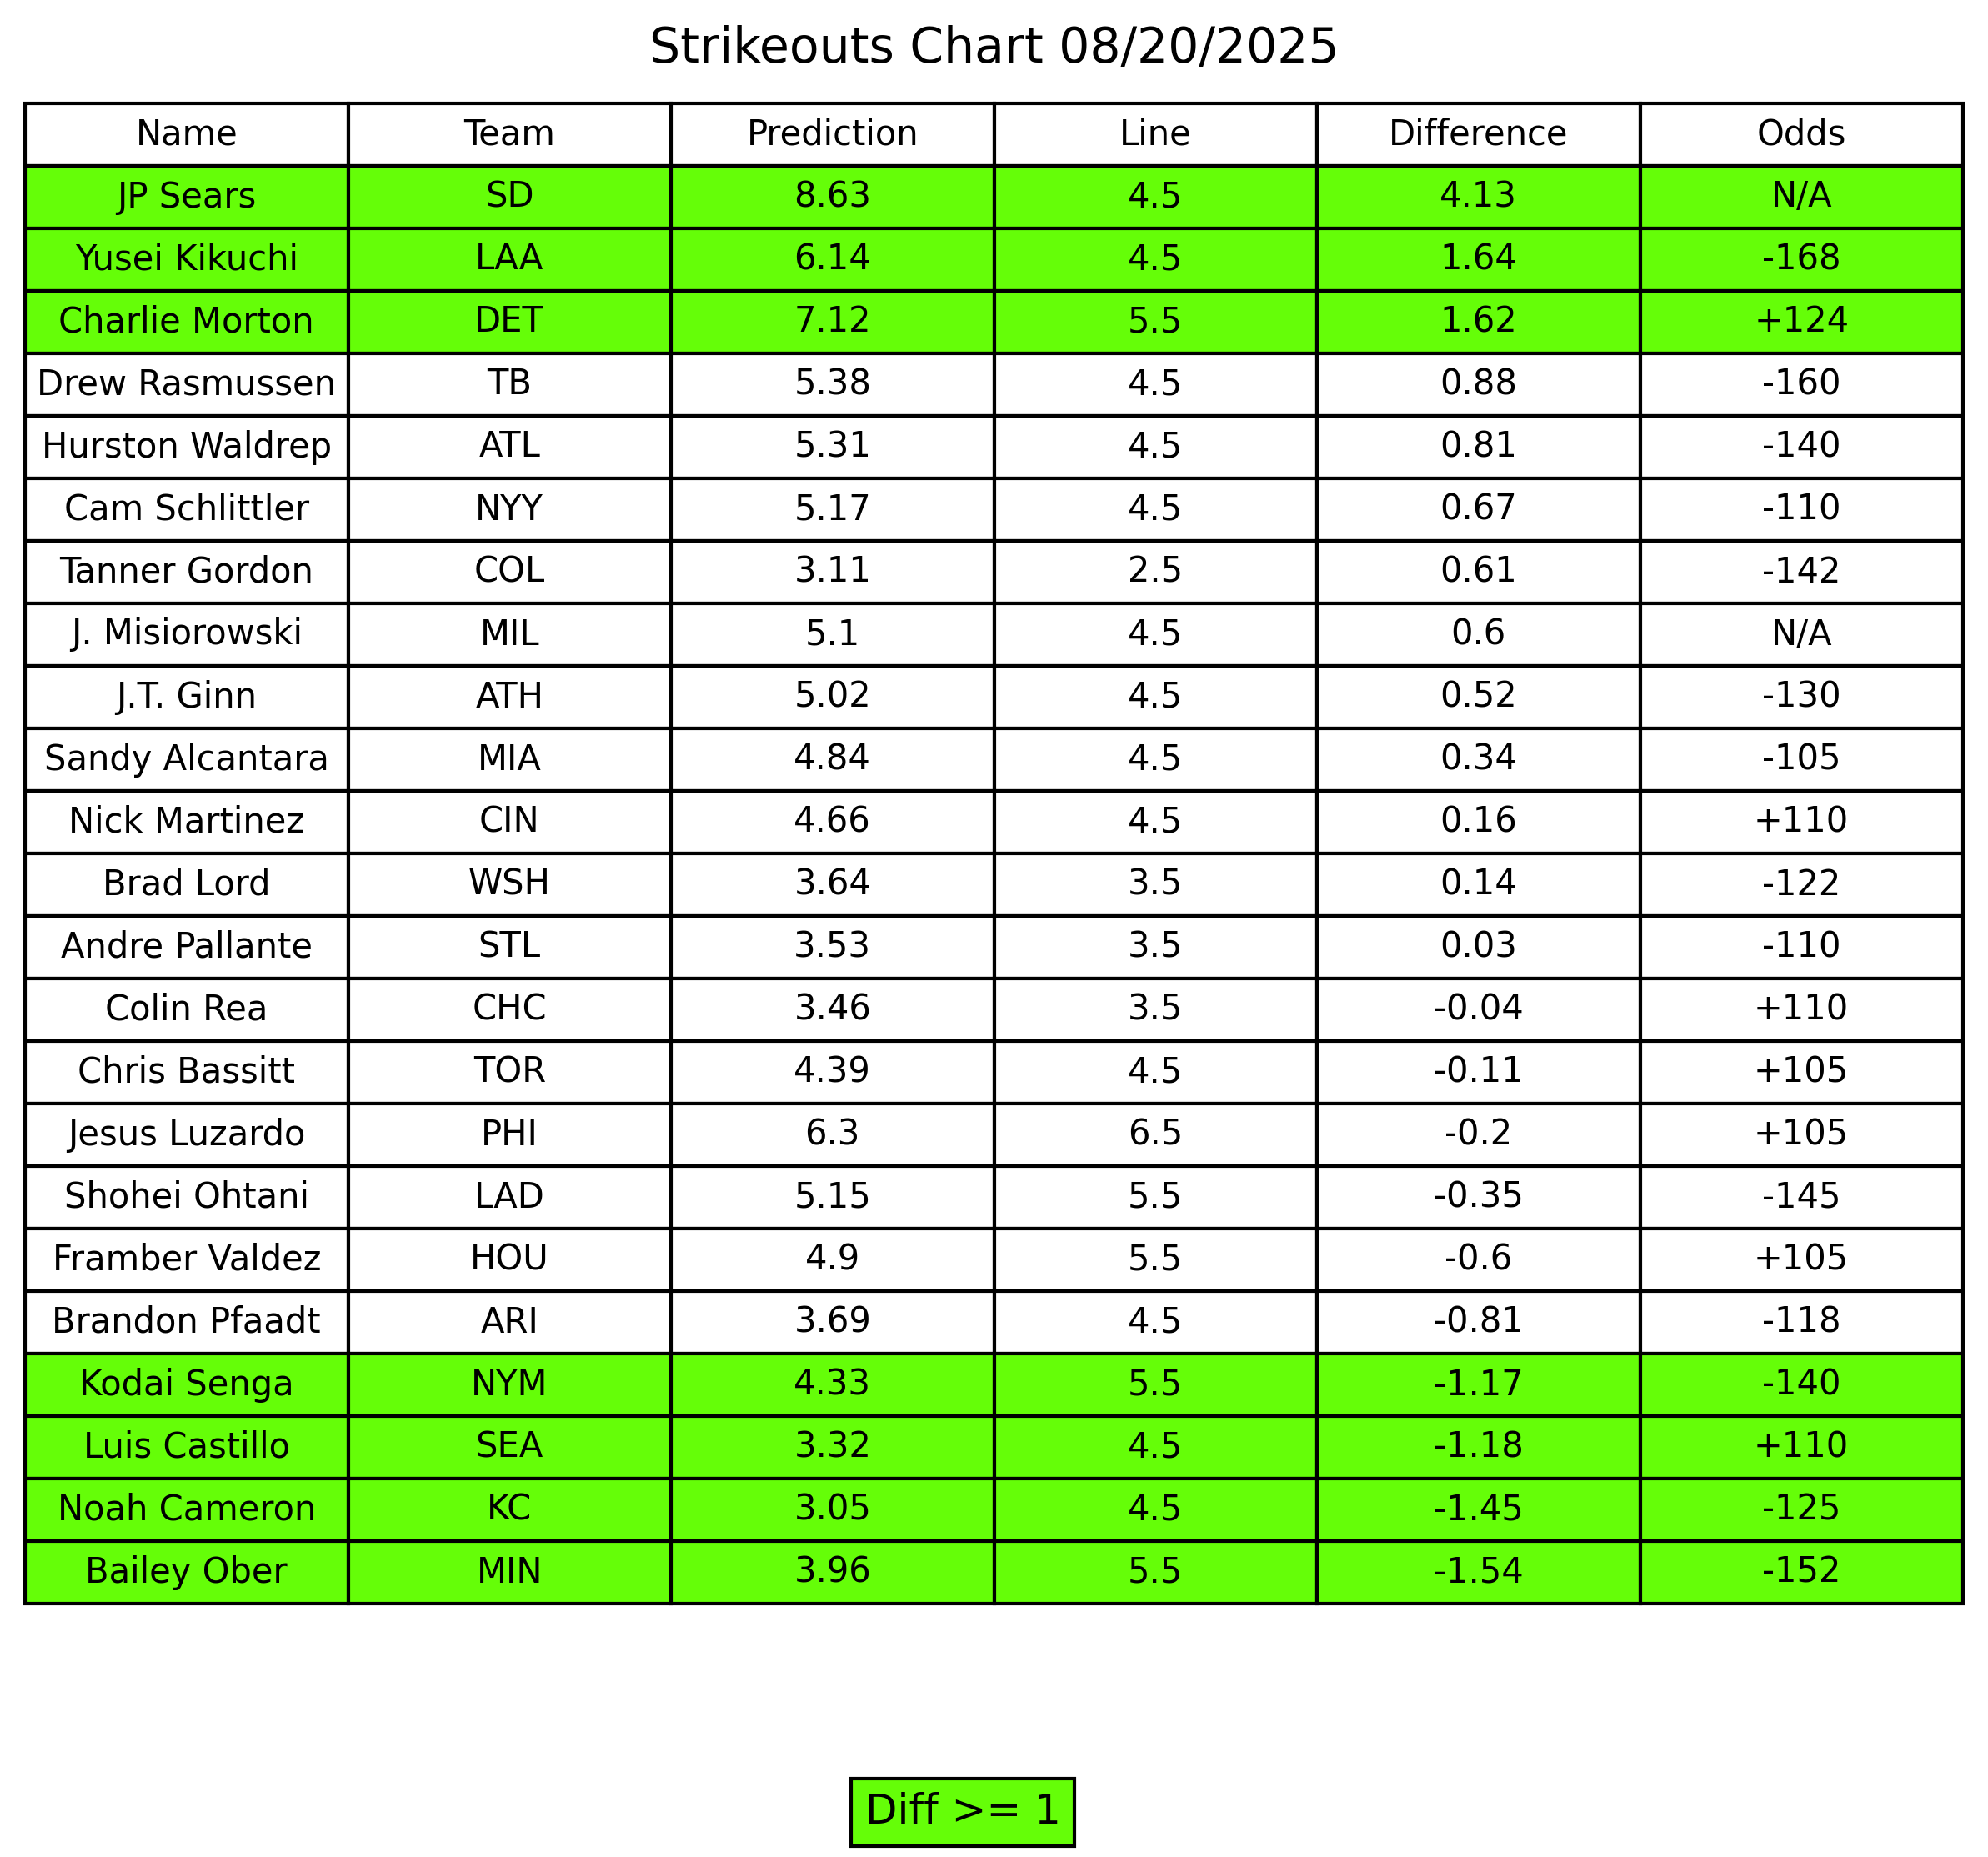 Strikeouts Chart 08/20/2025
Name Team Prediction Line Difference Odds
JP Sears SD 8.63 4.5 4.13 N/A
Yusei Kikuchi LAA 6.14 4.5 1.64 -168
Charlie Morton DET 7.12 5.5 1.62 +124
Drew Rasmussen TB 5.38 4.5 0.88 -160
Hurston Waldrep ATL 5.31 4.5 0.81 -140
Cam Schlittler NYY 5.17 4.5 0.67 -110
Tanner Gordon COL 3.11 2.5 0.61 -142
J. Misiorowski MIL 5.1 4.5 0.6 N/A
J.T. Ginn ATH 5.02 4.5 0.52 -130
Sandy Alcantara MIA 4.84 4.5 0.34 -105
Nick Martinez CIN 4.66 4.5 0.16 +110
Brad Lord WSH 3.64 3.5 0.14 -122
Andre Pallante STL 3.53 3.5 0.03 -110
Colin Rea CHC 3.46 3.5 -0.04 +110
Chris Bassitt TOR 4.39 4.5 -0.11 +105
Jesus Luzardo PHI 6.3 6.5 -0.2 +105
Shohei Ohtani LAD 5.15 5.5 -0.35 -145
Framber Valdez HOU 4.9 5.5 -0.6 +105
Brandon Pfaadt ARI 3.69 4.5 -0.81 -118
Kodai Senga NYM 4.33 5.5 -1.17 -140
Luis Castillo SEA 3.32 4.5 -1.18 +110
Noah Cameron KC 3.05 4.5 -1.45 -125
Bailey Ober MIN 3.96 5.5 -1.54 -152
Diff >= 1